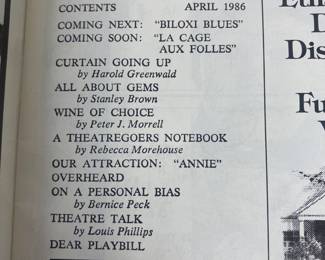 CONTENTS APRIL 1986
COMING NEXT: "BILOXI BLUES"
COMING SOON: "LA CAGE
AUX FOLLES"
CURTAIN GOING UP
by Harold Greenwald
ALL ABOUT GEMS
by Stanley Brown
WINE OF CHOICE
by Peter J. Morrell
A THEATREGOERS NOTEBOOK
by Rebecca Morehouse
OUR ATTRACTION: "ANNIE"
OVERHEARD
ON A PERSONAL BIAS
by Bernice Peck
THEATRE TALK
by Louis Phillips
DEAR PLAYBILL
D
Dis
Fu